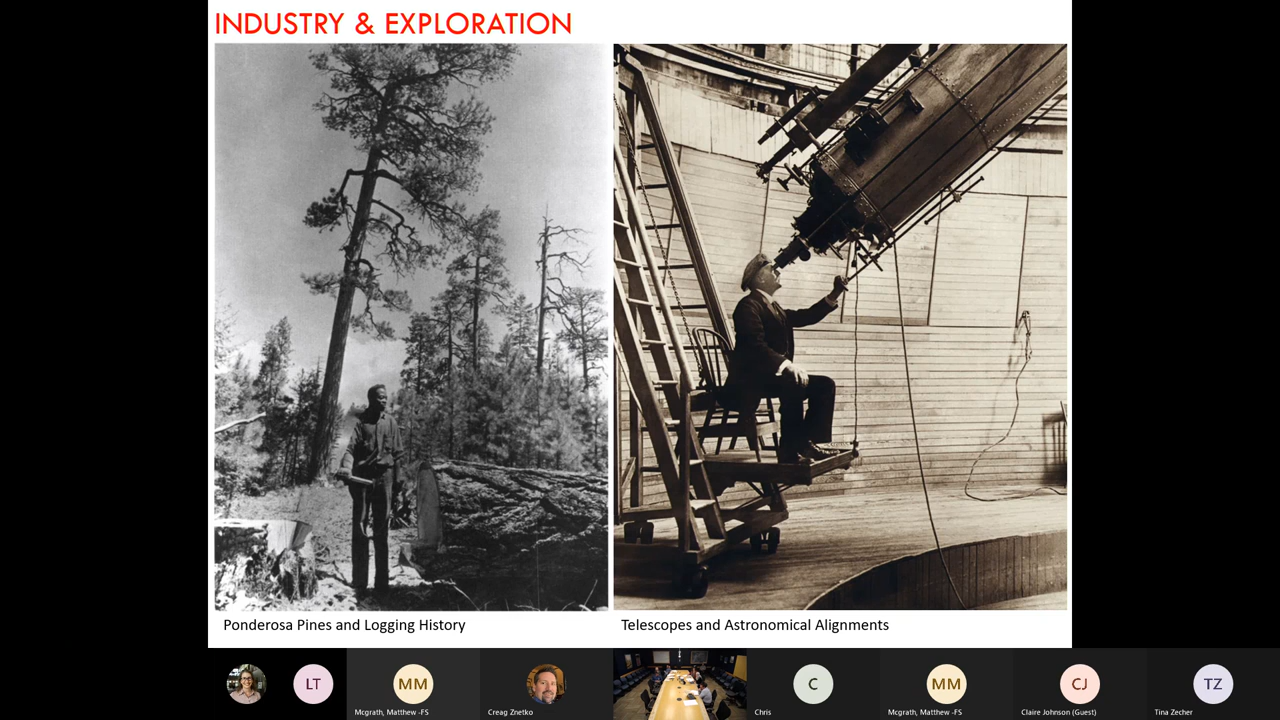 INDUSTRY & EXPLORATION
Ponderosa Pines and Logging History
Telescopes and Astronomical Alignments
LT
MM
Mcgrath, Matthew -FS
Creag Znetko
C
Chris
MM
Mcgrath, Matthew -FS
CJ
Claire Johnson (Guest)
TZ
Tina Zecher